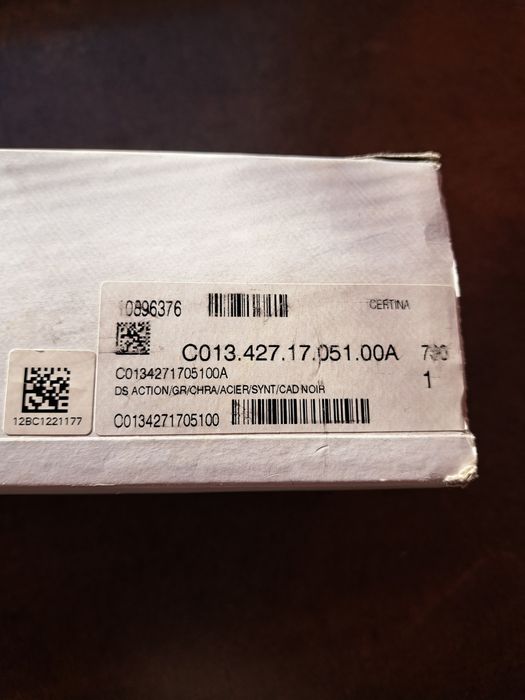 10896376
CERTINA
C013.427.17.051.00A
C0134271705100A
1
DS ACTION/GR/CHRA/ACIER/SYNT/CAD NOIR
C0134271705100
12BC1221177